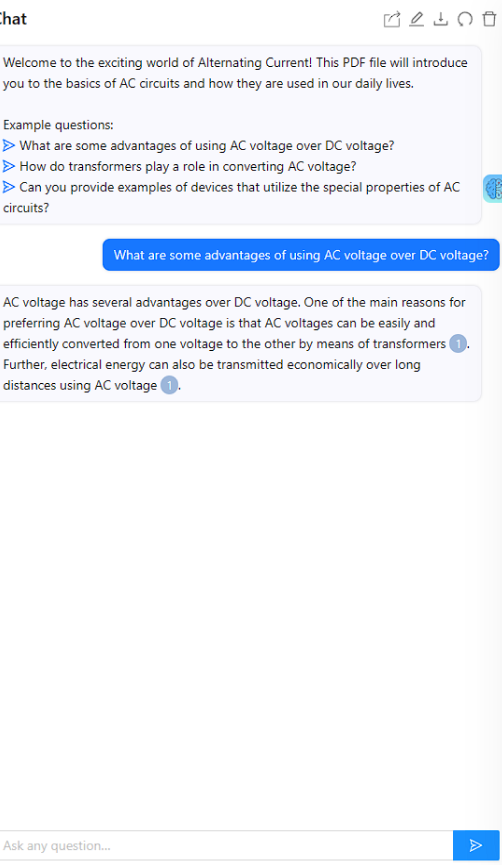 Chat
Welcome to the exciting world of Alternating Current! This PDF file will introduce
you to the basics of AC circuits and how they are used in our daily lives.
Example questions:
What are some advantages of using AC voltage over DC voltage?
How do transformers play a role in converting AC voltage?
Can you provide examples of devices that utilize the special properties of AC
circuits?
What are some advantages of using AC voltage over DC voltage?
AC voltage has several advantages over DC voltage. One of the main reasons for
preferring AC voltage over DC voltage is that AC voltages can be easily and
efficiently converted from one voltage to the other by means of transformers 1.
Further, electrical energy can also be transmitted economically over long
distances using AC voltage 1.
Ask any question...